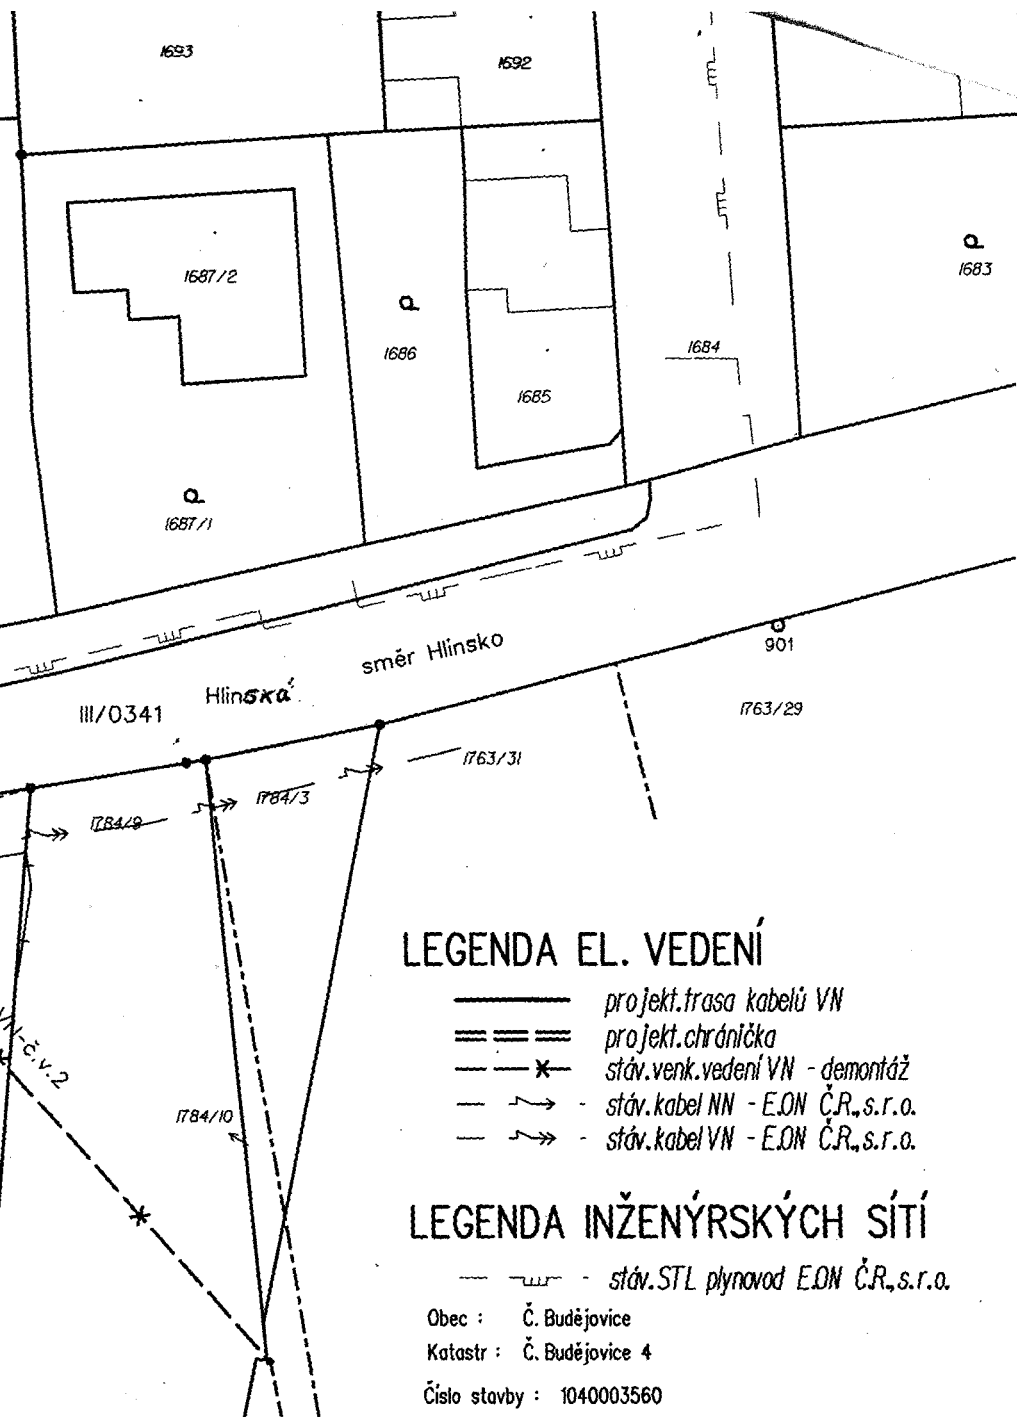 1693
1692
1687/2
1683
1686
1684
1685
1687/1
směr Hlinsko
901
Hlinská
III/0341
1763/29
1763/31
1784/3
1784/9
LEGENDA EL. VEDENÍ
projekt.trasa kabelů VN
projekt.chránička
stáv.venk.vedení VN - demontáž
stáv.kabel NN - E.ON Č.R.,s.r.o.
stáv.kabel VN - E.ON Č.R.,s.r.o.
VN-č.v.2
1784/10
LEGENDA INŽENÝRSKÝCH SÍTÍ
stáv.STL plynovod E.ON Č.R.,s.r.o.
Obec : Č. Budějovice
Katastr : Č. Budějovice 4
Číslo stavby : 1040003560